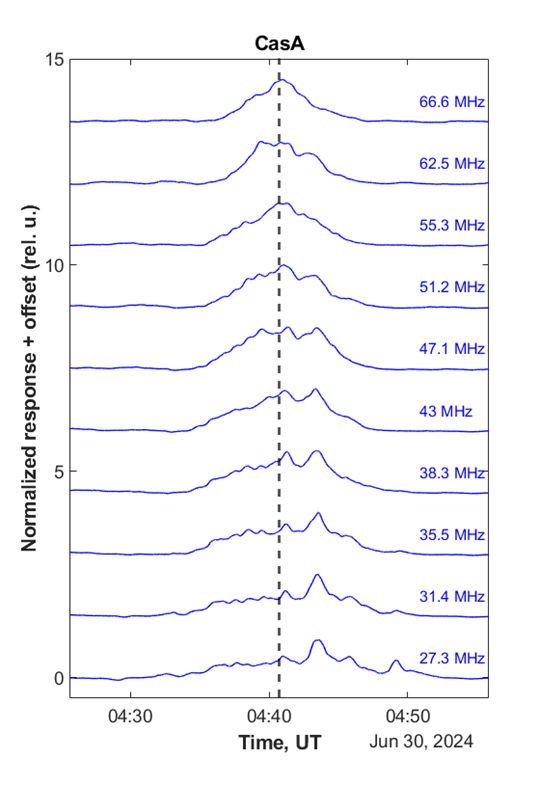 CasA
15
66.6 MHz
62.5 MHz
55.3 MHz
10
51.2 MHz
47.1 MHz
43 MHz
5
38.3 MHz
35.5 MHz
31.4 MHz
27.3 MHz
0
Normalized response + offset (rel. u.)
04:30
04:40
04:50
Time, UT
Jun 30, 2024